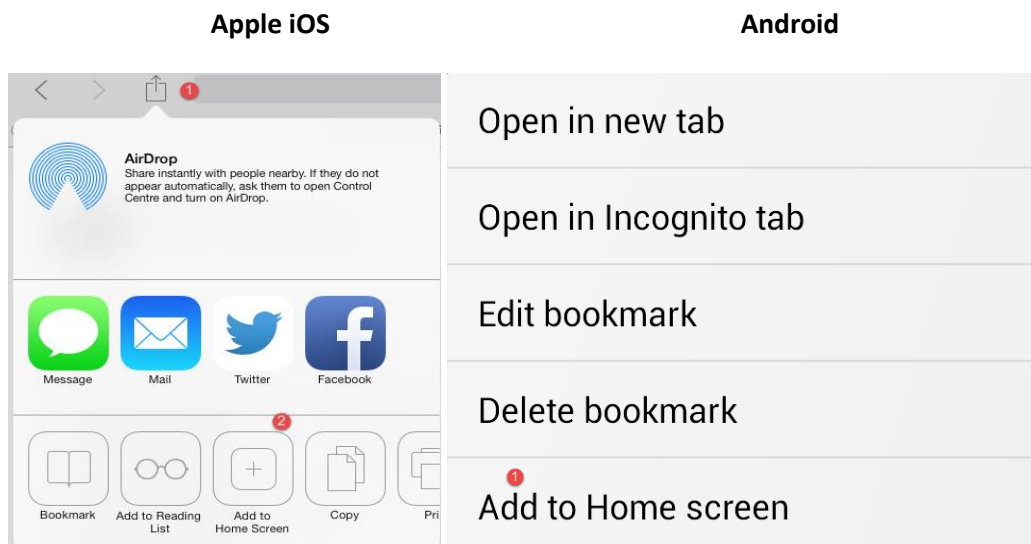 Apple iOS
Android
1
AirDrop
Share instantly with people nearby. If they do not
appear automatically, ask them to open Control
Centre and turn on AirDrop.
Message
Mail
Twitter
Facebook
2
Bookmark
Add to Reading
List
Add to
Home Screen
Copy
Pri
Open in new tab
Open in Incognito tab
Edit bookmark
Delete bookmark
1
Add to Home screen